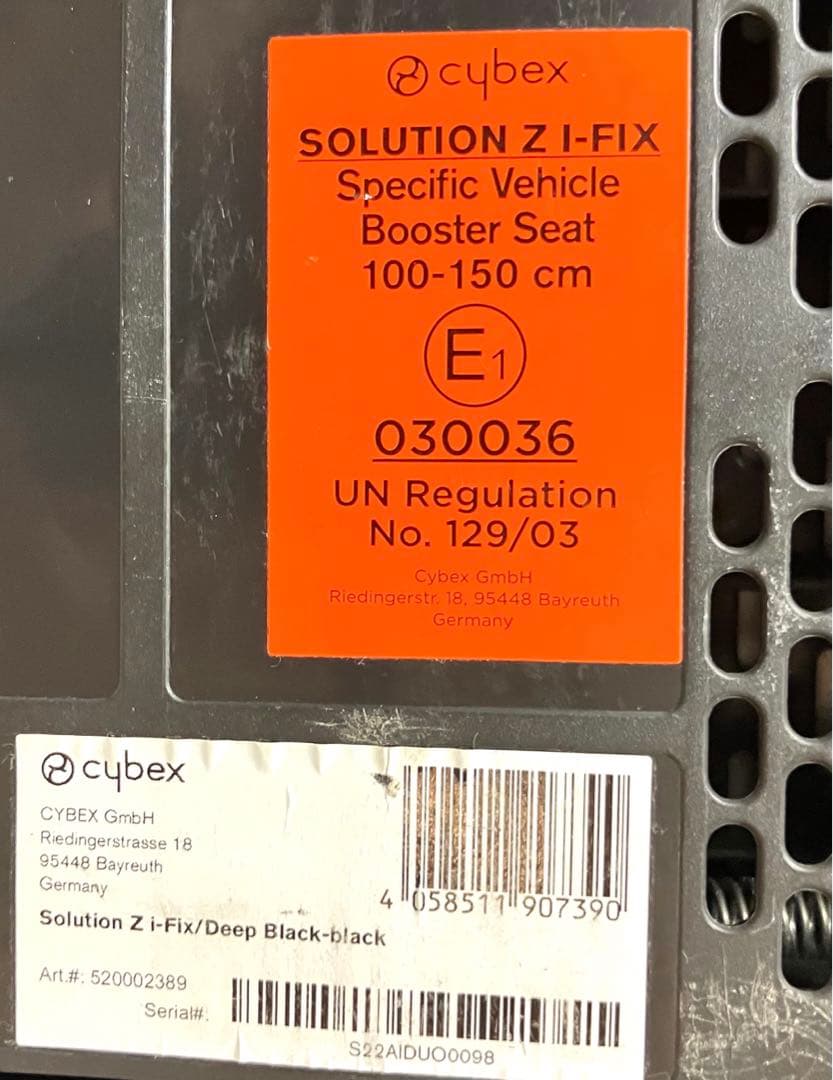 cybex
SOLUTION Z I-FIX
Specific Vehicle
Booster Seat
100-150 cm
E1
030036
UN Regulation
No. 129/03
Cybex GmbH
Riedingerstr. 18, 95448 Bayreuth
Germany
cybex
CYBEX GmbH
Riedingerstrasse 18
95448 Bayreuth
Germany
4 058511 907390
Solution Z i-Fix/Deep Black-black
Art.#: 520002389
Serial#:
S22AIDUO0098